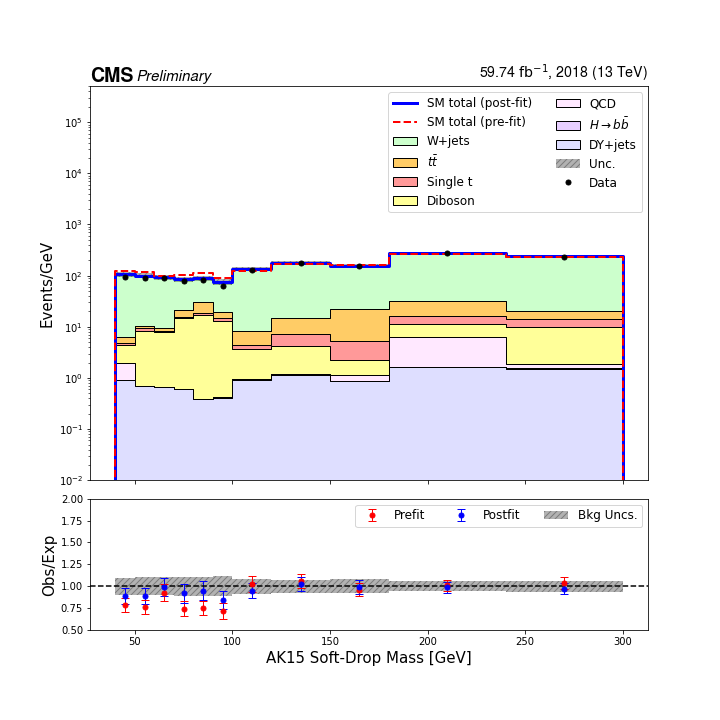 CMS Preliminary
59.74 fb⁻¹, 2018 (13 TeV)
SM total (post-fit)
SM total (pre-fit)
W+jets
tt̄
Single t
Diboson
QCD
H→bb̄
DY+jets
Unc.
Data
Events/GeV
10⁵
10⁴
10³
10²
10¹
10⁰
10⁻¹
10⁻²
Prefit
Postfit
Bkg Uncs.
Obs/Exp
2.00
1.75
1.50
1.25
1.00
0.75
0.50
50 100 150 200 250 300
AK15 Soft-Drop Mass [GeV]